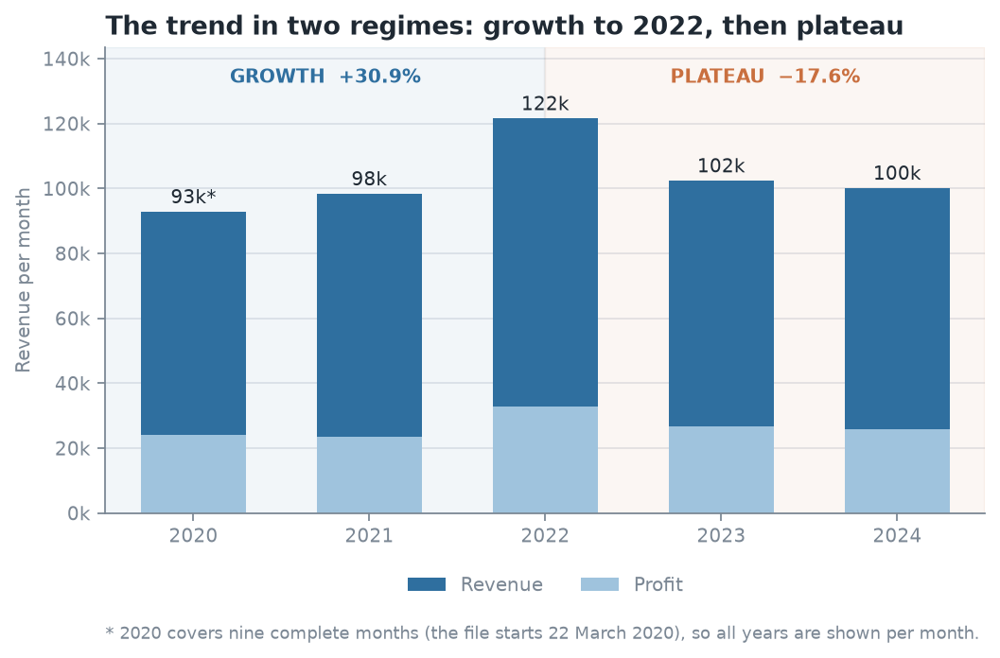 The trend in two regimes: growth to 2022, then plateau
140k
GROWTH +30.9%
PLATEAU −17.6%
122k
120k
102k
98k
100k
100k
93k*
80k
60k
40k
20k
0k
Revenue per month
2020
2021
2022
2023
2024
Revenue
Profit
* 2020 covers nine complete months (the file starts 22 March 2020), so all years are shown per month.